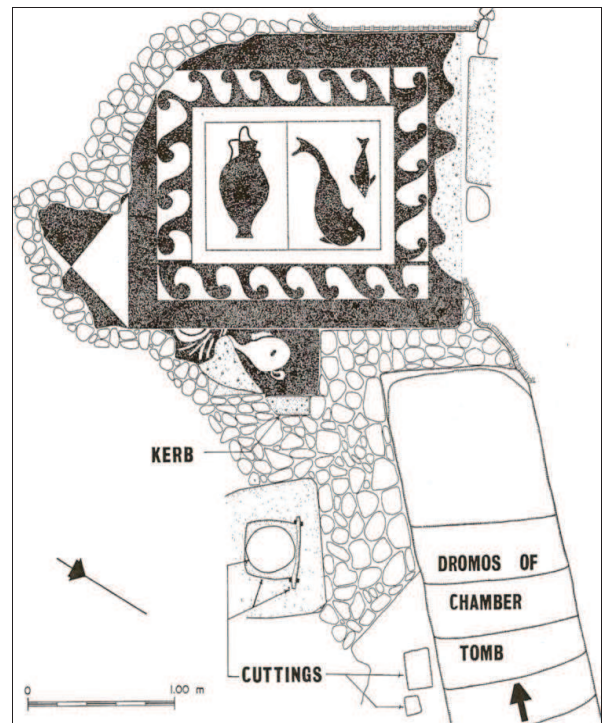 KERB
DROMOS OF
CHAMBER
TOMB
CUTTINGS
0 1.00 m